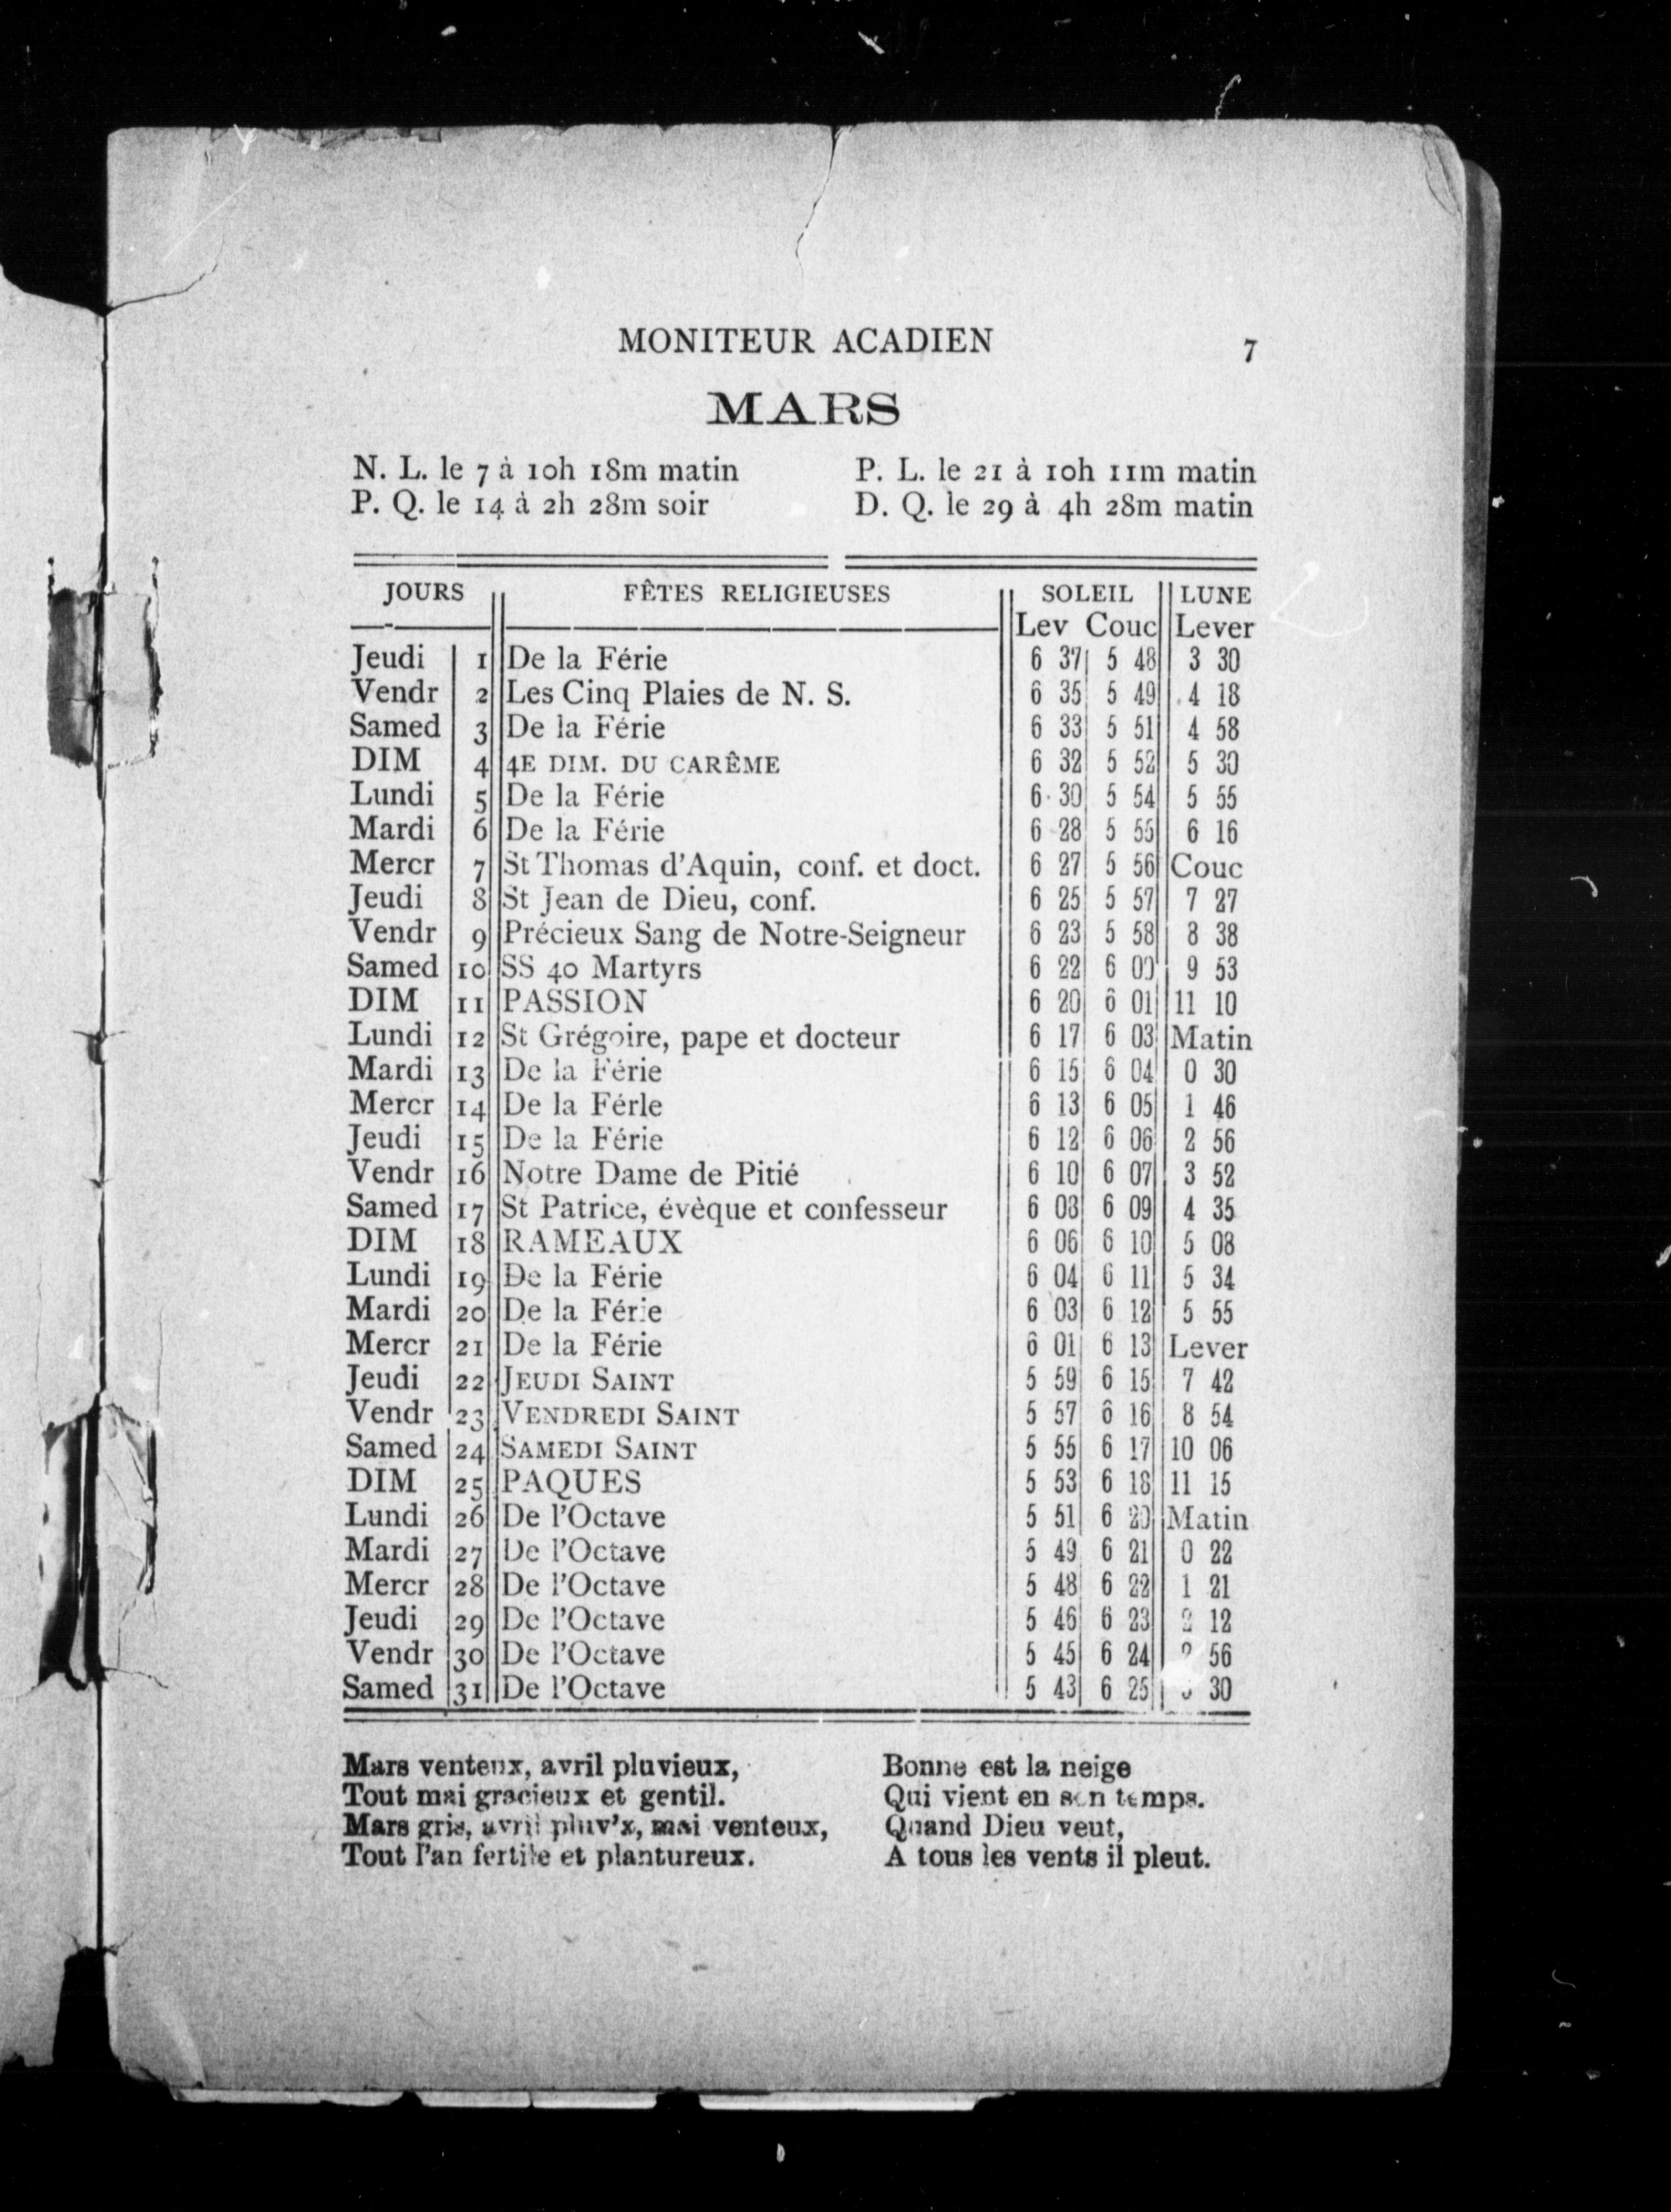 MONITEUR ACADIEN 7
MARS
N. L. le 7 à 10h 18m matin P. L. le 21 à 10h 11m matin
P. Q. le 14 à 2h 28m soir D. Q. le 29 à 4h 28m matin
JOURS FÊTES RELIGIEUSES SOLEIL LUNE
Lev Couc Lever
Jeudi 1 De la Férie 6 37 5 48 3 30
Vendr 2 Les Cinq Plaies de N. S. 6 35 5 49 4 18
Samed 3 De la Férie 6 33 5 51 4 58
DIM 4 4E DIM. DU CARÊME 6 32 5 52 5 30
Lundi 5 De la Férie 6 30 5 54 5 55
Mardi 6 De la Férie 6 28 5 55 6 16
Mercr 7 St Thomas d'Aquin, conf. et doct. 6 27 5 56 Couc
Jeudi 8 St Jean de Dieu, conf. 6 25 5 57 7 27
Vendr 9 Précieux Sang de Notre-Seigneur 6 23 5 58 8 38
Samed 10 SS 40 Martyrs 6 22 6 00 9 53
DIM 11 PASSION 6 20 6 01 11 10
Lundi 12 St Grégoire, pape et docteur 6 17 6 03 Matin
Mardi 13 De la Férie 6 15 6 04 0 30
Mercr 14 De la Férle 6 13 6 05 1 46
Jeudi 15 De la Férie 6 12 6 06 2 56
Vendr 16 Notre Dame de Pitié 6 10 6 07 3 52
Samed 17 St Patrice, évèque et confesseur 6 08 6 09 4 35
DIM 18 RAMEAUX 6 06 6 10 5 08
Lundi 19 De la Férie 6 04 6 11 5 34
Mardi 20 De la Férie 6 03 6 12 5 55
Mercr 21 De la Férie 6 01 6 13 Lever
Jeudi 22 JEUDI SAINT 5 59 6 15 7 42
Vendr 23 VENDREDI SAINT 5 57 6 16 8 54
Samed 24 SAMEDI SAINT 5 55 6 17 10 06
DIM 25 PAQUES 5 53 6 18 11 15
Lundi 26 De l'Octave 5 51 6 20 Matin
Mardi 27 De l'Octave 5 49 6 21 0 22
Mercr 28 De l'Octave 5 48 6 22 1 21
Jeudi 29 De l'Octave 5 46 6 23 2 12
Vendr 30 De l'Octave 5 45 6 24 56
Samed 31 De l'Octave 5 43 6 25 30
Mars venteux, avril pluvieux,
Tout mai gracieux et gentil.
Mars gris, avril pluv'x, mai venteux,
Tout l'an fertile et plantureux.
Bonne est la neige
Qui vient en son temps.
Quand Dieu veut,
A tous les vents il pleut.